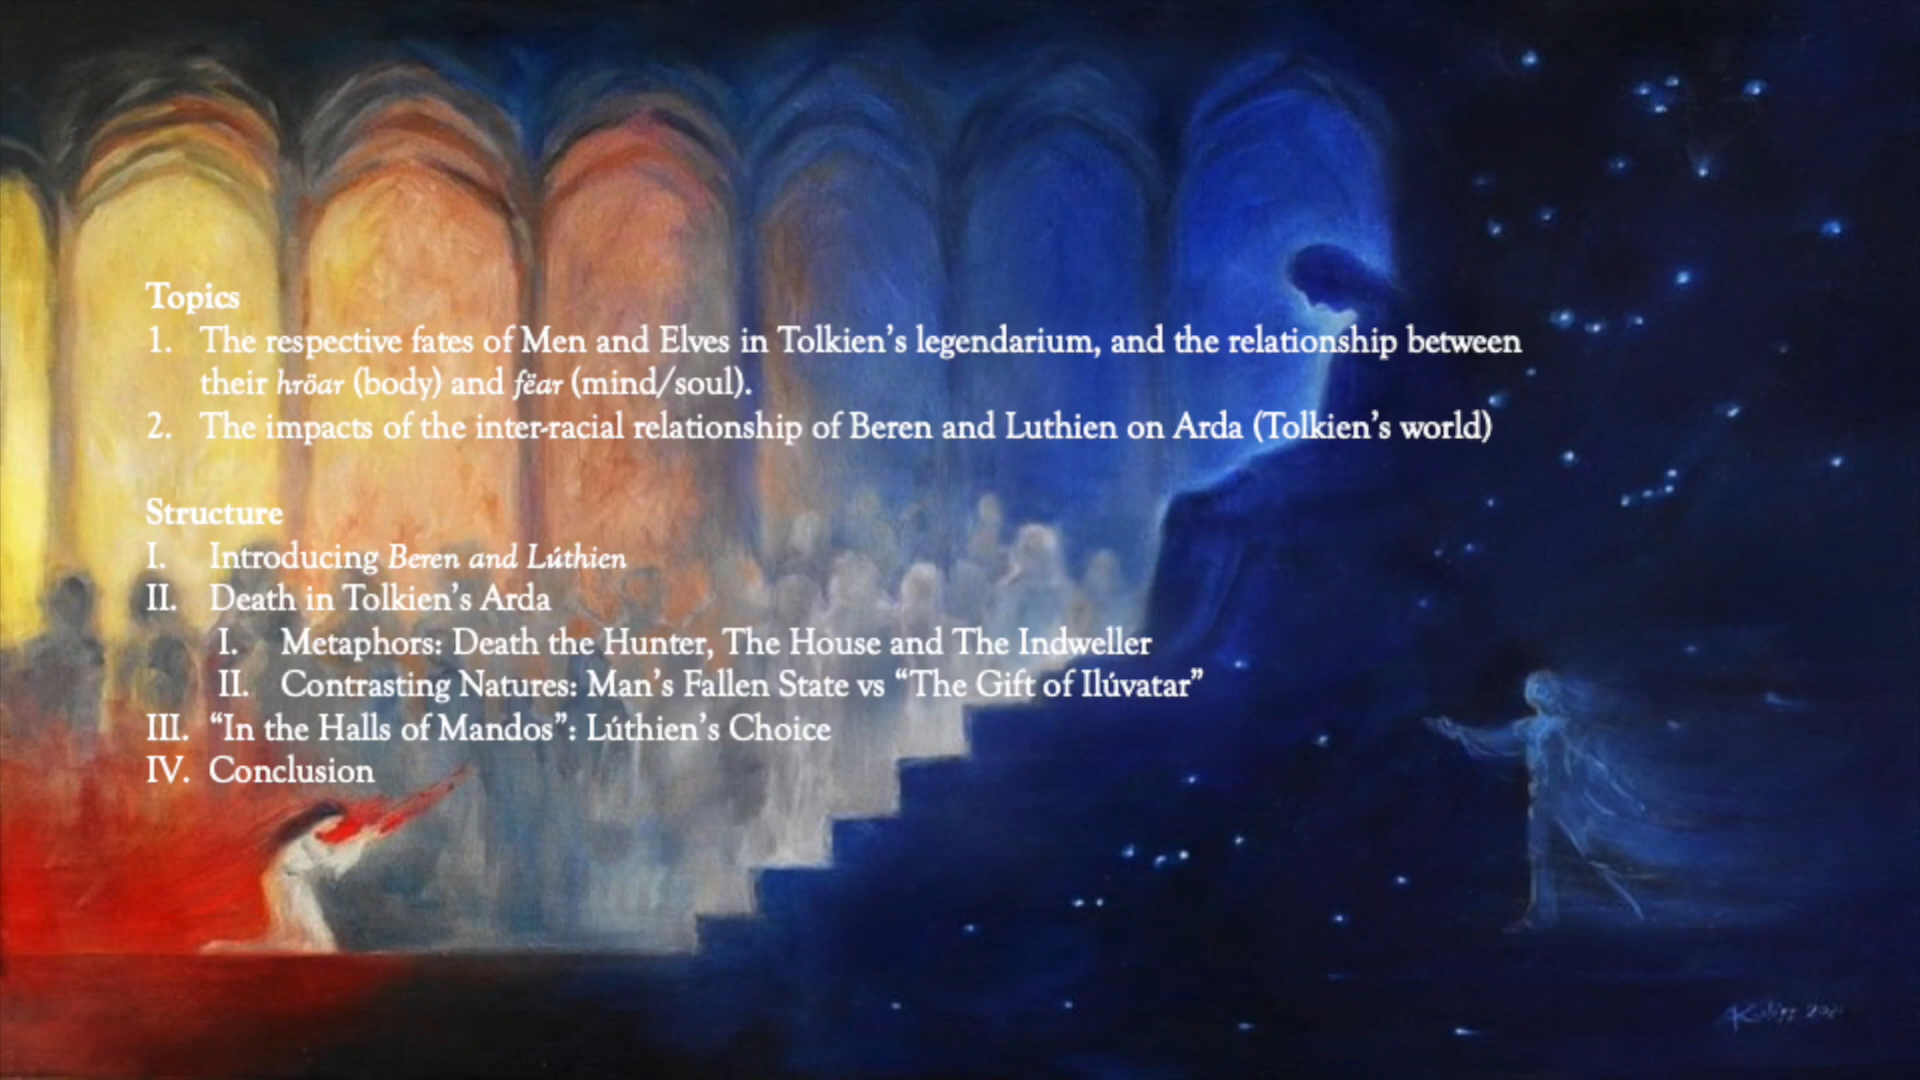 Topics
1. The respective fates of Men and Elves in Tolkien’s legendarium, and the relationship between
their hröar (body) and fëar (mind/soul).
2. The impacts of the inter-racial relationship of Beren and Luthien on Arda (Tolkien’s world)
Structure
I. Introducing Beren and Lúthien
II. Death in Tolkien’s Arda
I. Metaphors: Death the Hunter, The House and The Indweller
II. Contrasting Natures: Man’s Fallen State vs “The Gift of Ilúvatar”
III. “In the Halls of Mandos”: Lúthien’s Choice
IV. Conclusion